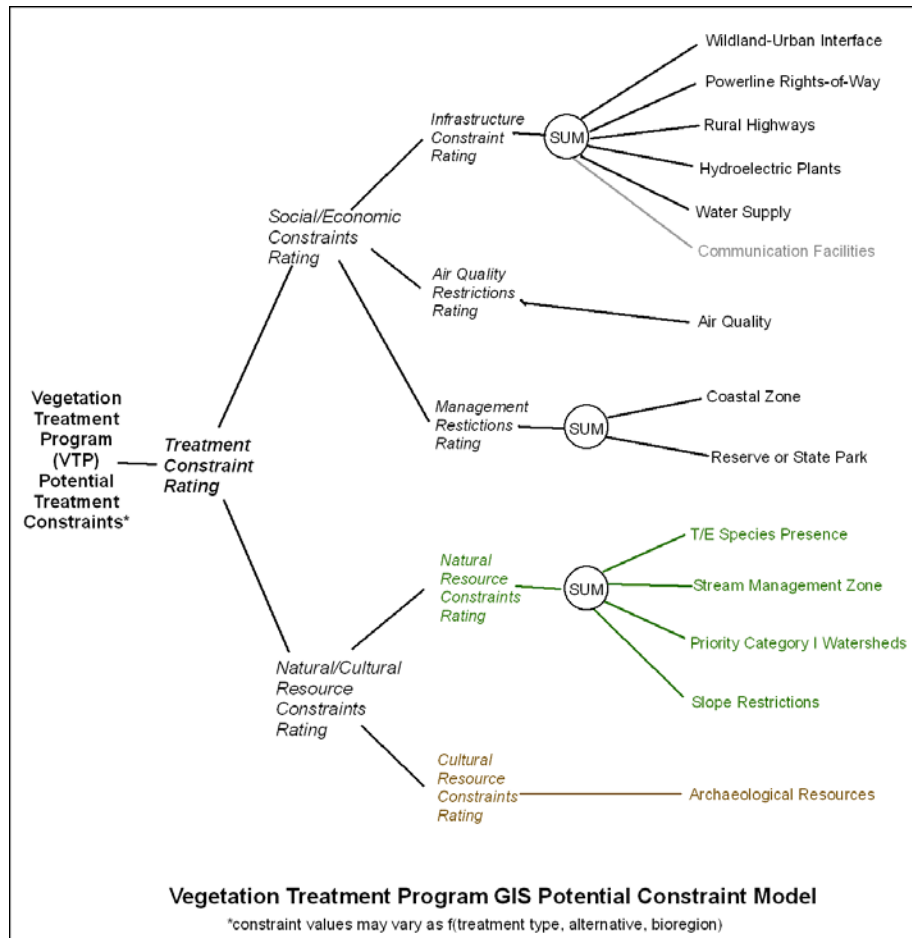 Vegetation
Treatment
Program
(VTP)
Potential
Treatment
Constraints*
Treatment
Constraint
Rating
Social/Economic
Constraints
Rating
Infrastructure
Constraint
Rating
SUM
Wildland-Urban Interface
Powerline Rights-of-Way
Rural Highways
Hydroelectric Plants
Water Supply
Communication Facilities
Air Quality
Restrictions
Rating
Air Quality
Management
Restictions
Rating
SUM
Coastal Zone
Reserve or State Park
Natural/Cultural
Resource
Constraints
Rating
Natural
Resource
Constraints
Rating
SUM
T/E Species Presence
Stream Management Zone
Priority Category I Watersheds
Slope Restrictions
Cultural
Resource
Constraints
Rating
Archaeological Resources
Vegetation Treatment Program GIS Potential Constraint Model
*constraint values may vary as f(treatment type, alternative, bioregion)